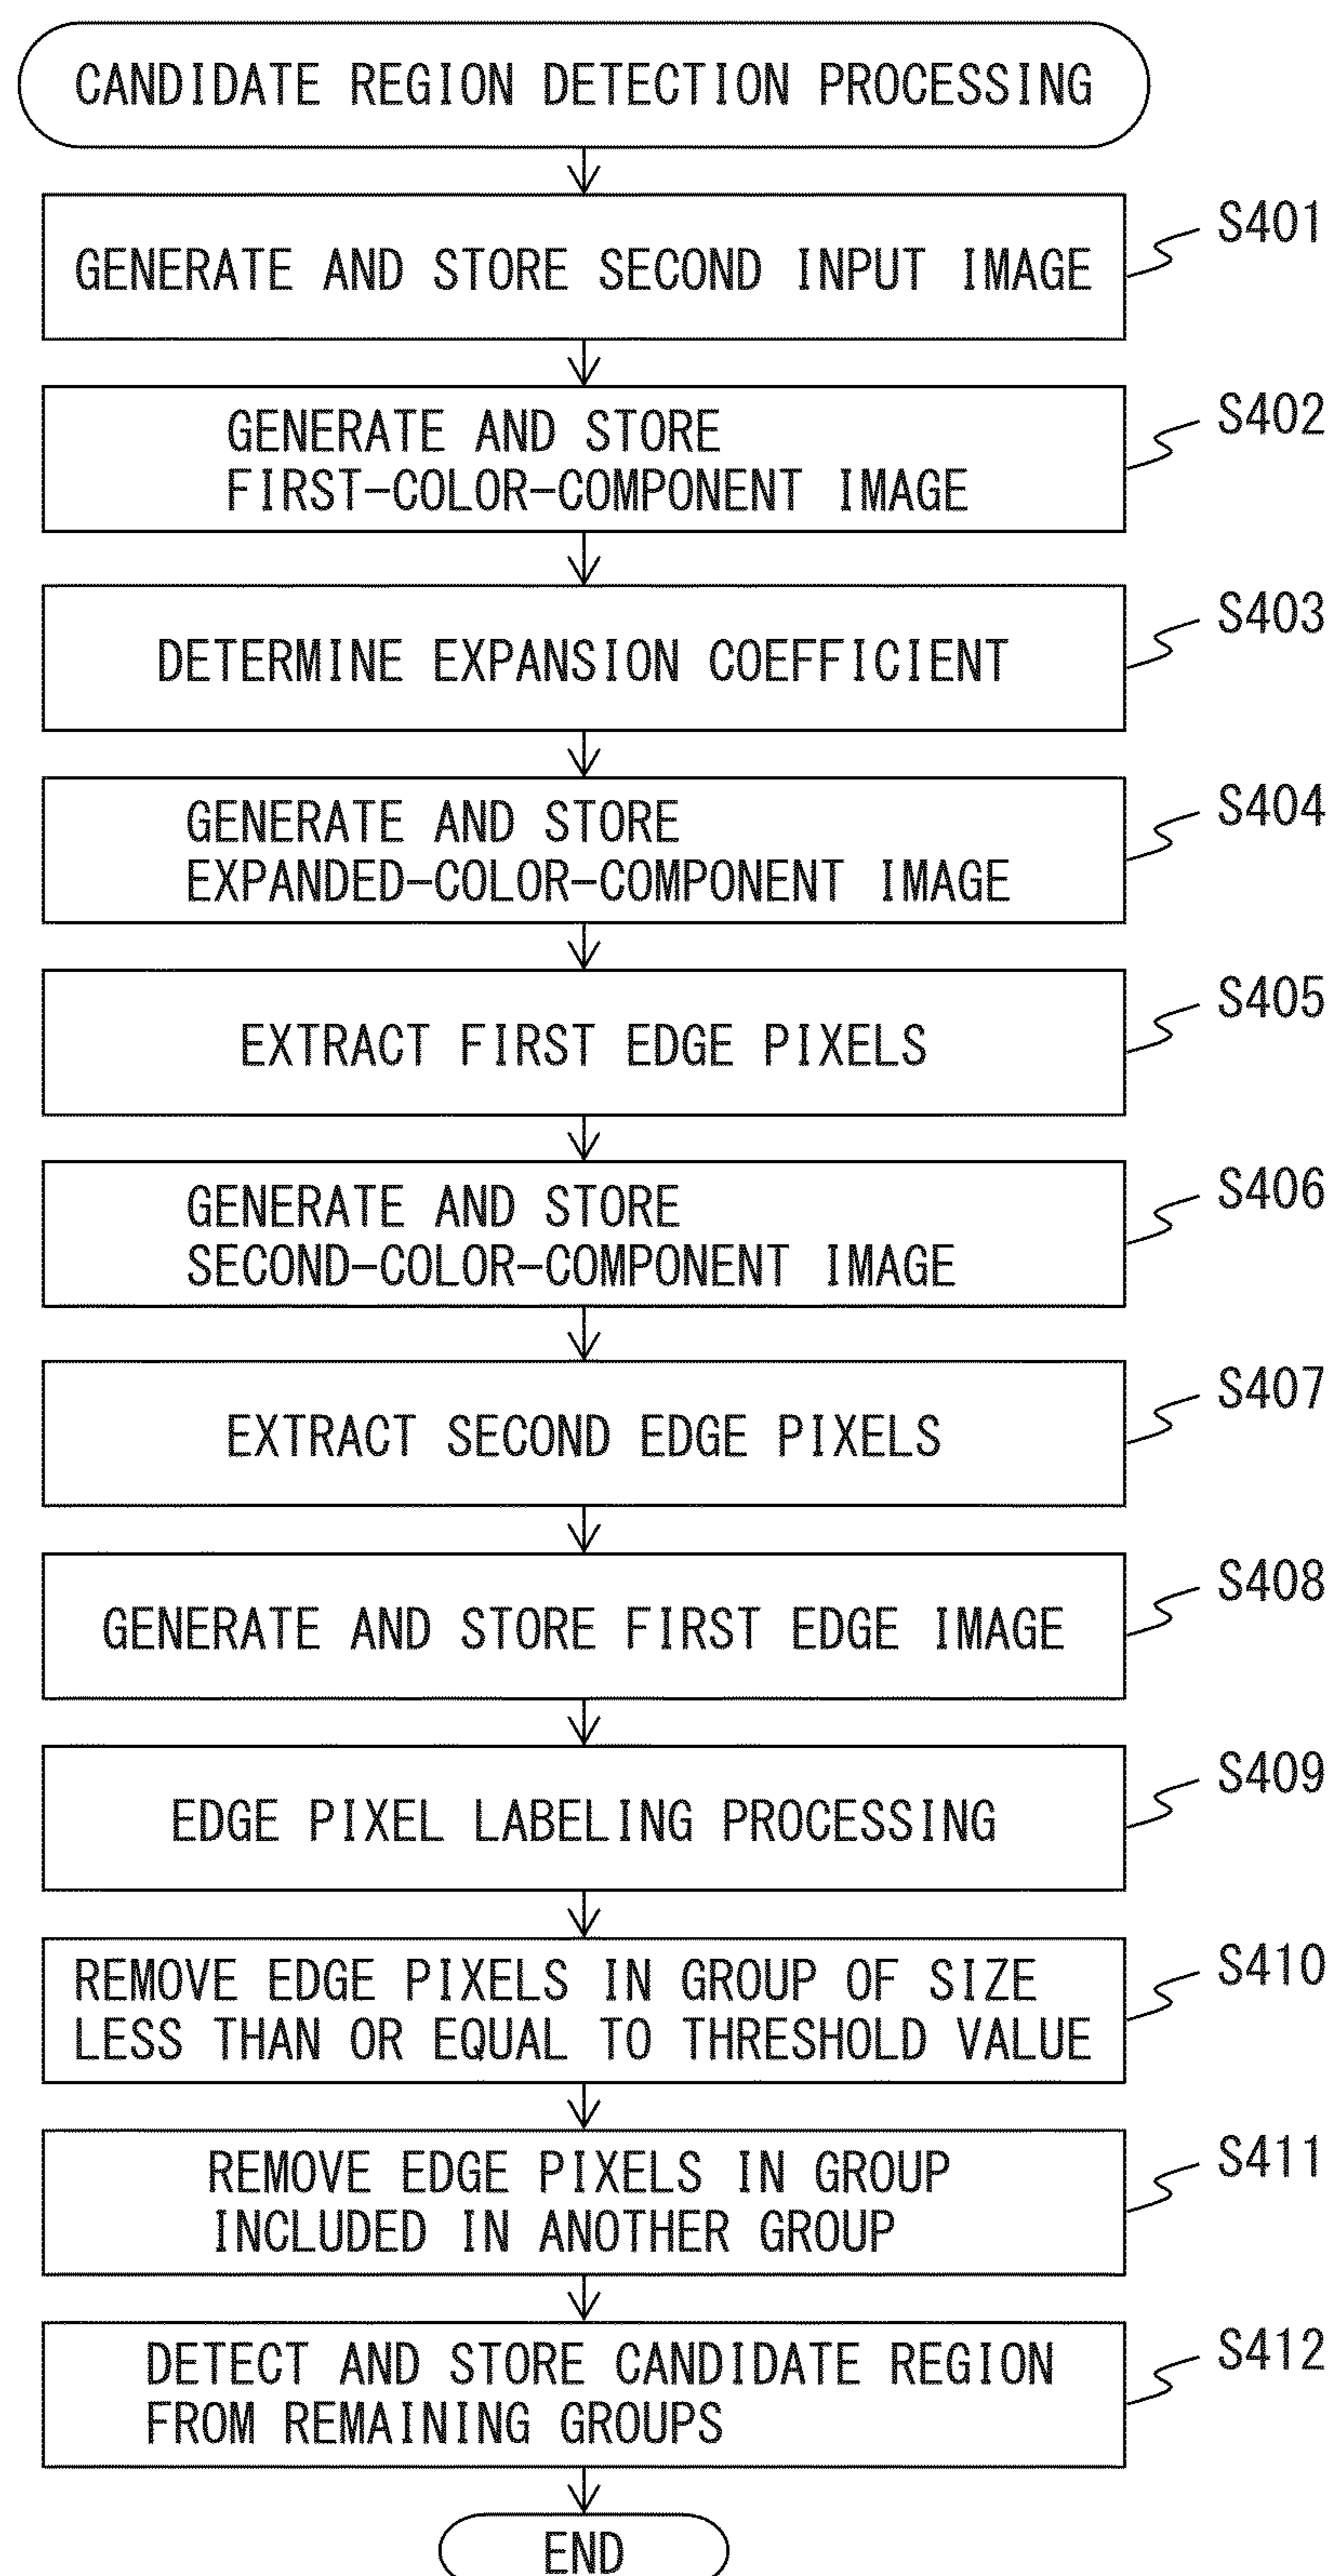 CANDIDATE REGION DETECTION PROCESSING
GENERATE AND STORE SECOND INPUT IMAGE
S401
GENERATE AND STORE
FIRST-COLOR-COMPONENT IMAGE
S402
DETERMINE EXPANSION COEFFICIENT
S403
GENERATE AND STORE
EXPANDED-COLOR-COMPONENT IMAGE
S404
EXTRACT FIRST EDGE PIXELS
S405
GENERATE AND STORE
SECOND-COLOR-COMPONENT IMAGE
S406
EXTRACT SECOND EDGE PIXELS
S407
GENERATE AND STORE FIRST EDGE IMAGE
S408
EDGE PIXEL LABELING PROCESSING
S409
REMOVE EDGE PIXELS IN GROUP OF SIZE
LESS THAN OR EQUAL TO THRESHOLD VALUE
S410
REMOVE EDGE PIXELS IN GROUP
INCLUDED IN ANOTHER GROUP
S411
DETECT AND STORE CANDIDATE REGION
FROM REMAINING GROUPS
S412
END